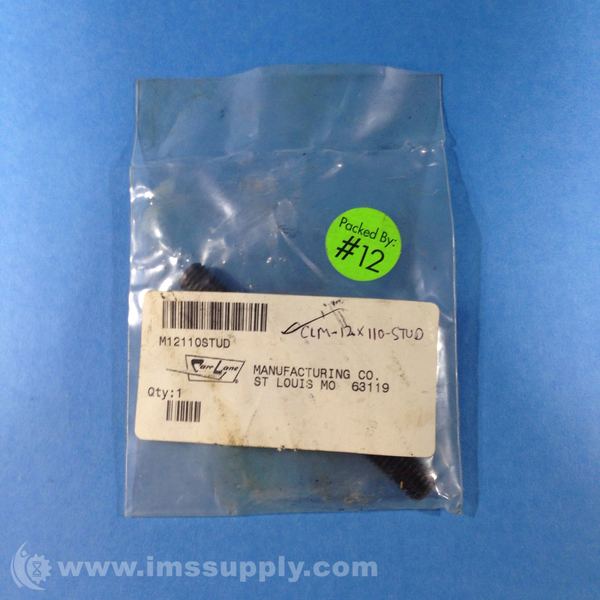 Packed By:
#12
CLM-12x110-STUD
M12110STUD
Carr Lane ®
MANUFACTURING CO.
ST LOUIS MO 63119
Qty:1
www.imssupply.com